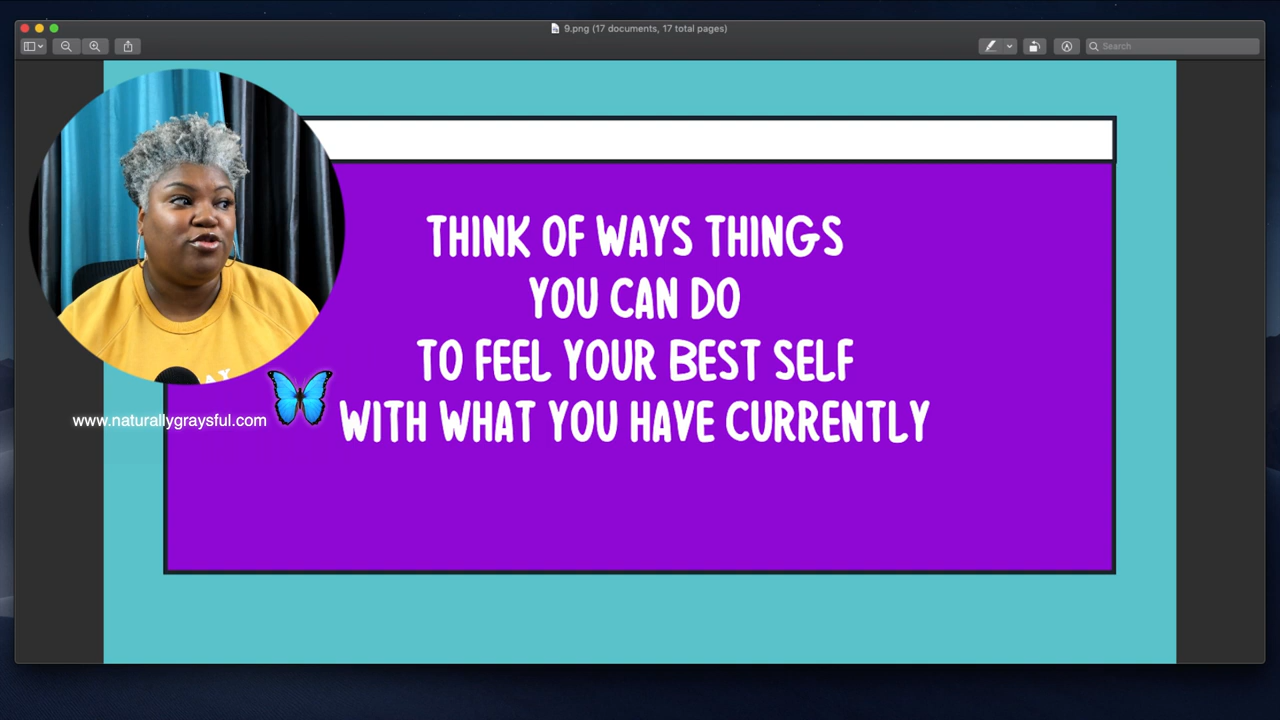 9.png (17 documents, 17 total pages)
Search
THINK OF WAYS THINGS
YOU CAN DO
TO FEEL YOUR BEST SELF
WITH WHAT YOU HAVE CURRENTLY
www.naturallygraysful.com